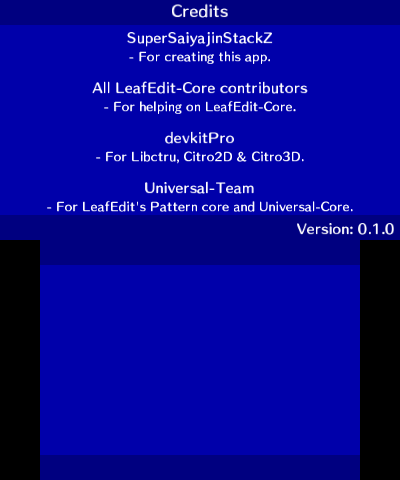 Credits
SuperSaiyajinStackZ
- For creating this app.
All LeafEdit-Core contributors
- For helping on LeafEdit-Core.
devkitPro
- For Libctru, Citro2D & Citro3D.
Universal-Team
- For LeafEdit's Pattern core and Universal-Core.
Version: 0.1.0